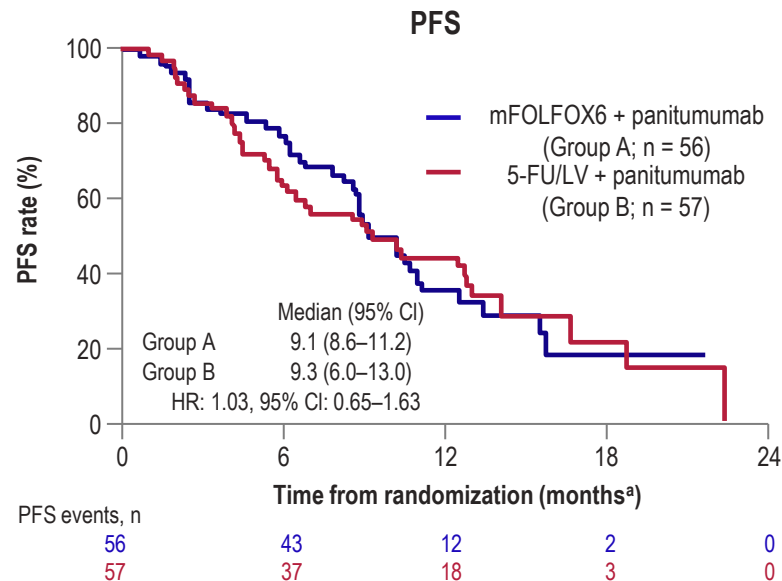 PFS
100
80
60
40
20
0
PFS rate (%)
mFOLFOX6 + panitumumab
(Group A; n = 56)
5-FU/LV + panitumumab
(Group B; n = 57)
Median (95% CI)
Group A 9.1 (8.6–11.2)
Group B 9.3 (6.0–13.0)
HR: 1.03, 95% CI: 0.65–1.63
0 6 12 18 24
Time from randomization (monthsᵃ)
PFS events, n
56 43 12 2 0
57 37 18 3 0